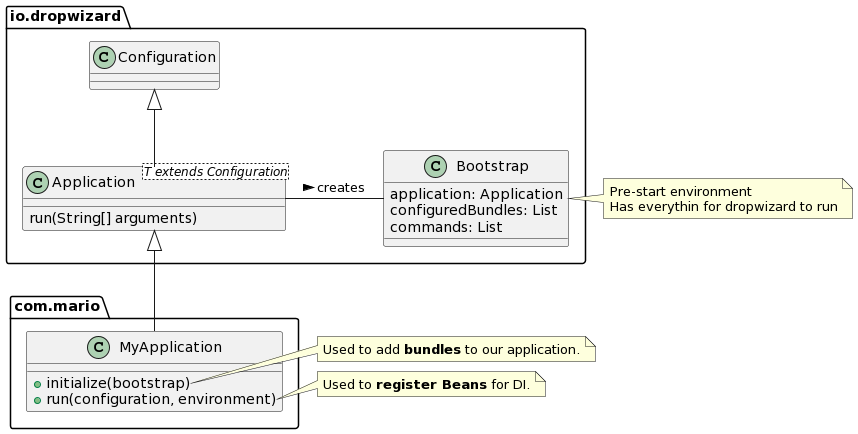 io.dropwizard
C Configuration
C Application
T extends Configuration
run(String[] arguments)
creates
C Bootstrap
application: Application
configuredBundles: List
commands: List
Pre-start environment
Has everythin for dropwizard to run
com.mario
C MyApplication
initialize(bootstrap)
run(configuration, environment)
Used to add bundles to our application.
Used to register Beans for DI.